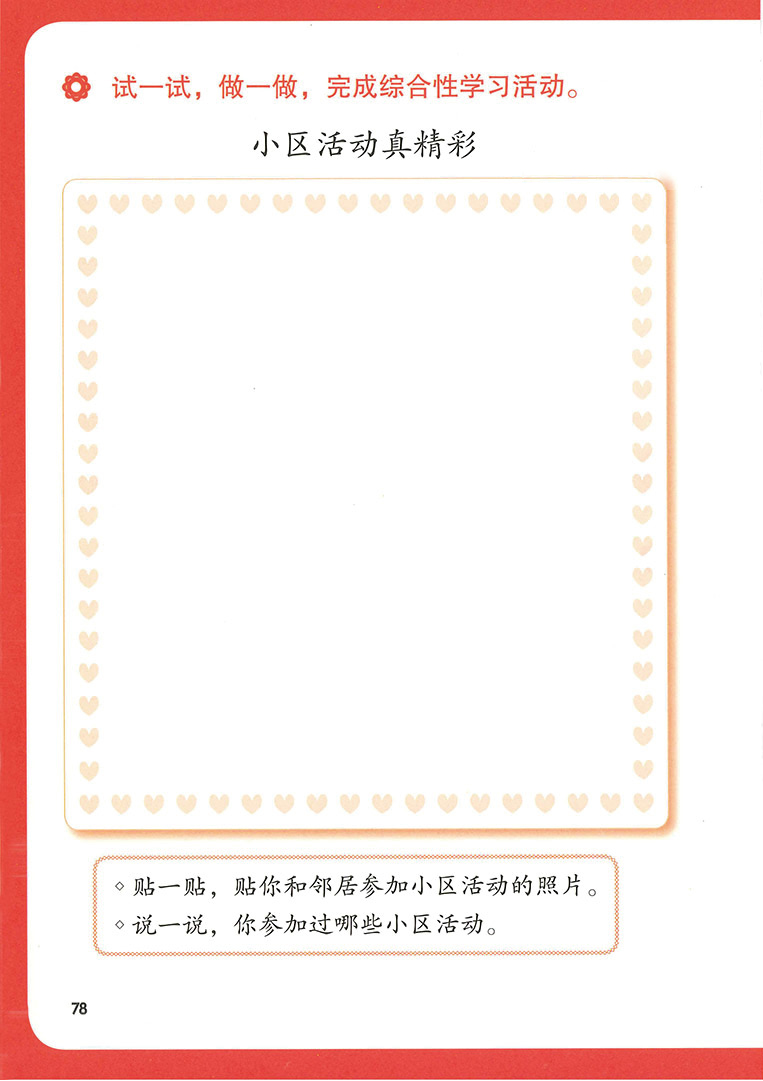 试一试，做一做，完成综合性学习活动。
小区活动真精彩
◇ 贴一贴，贴你和邻居参加小区活动的照片。
◇ 说一说，你参加过哪些小区活动。
78